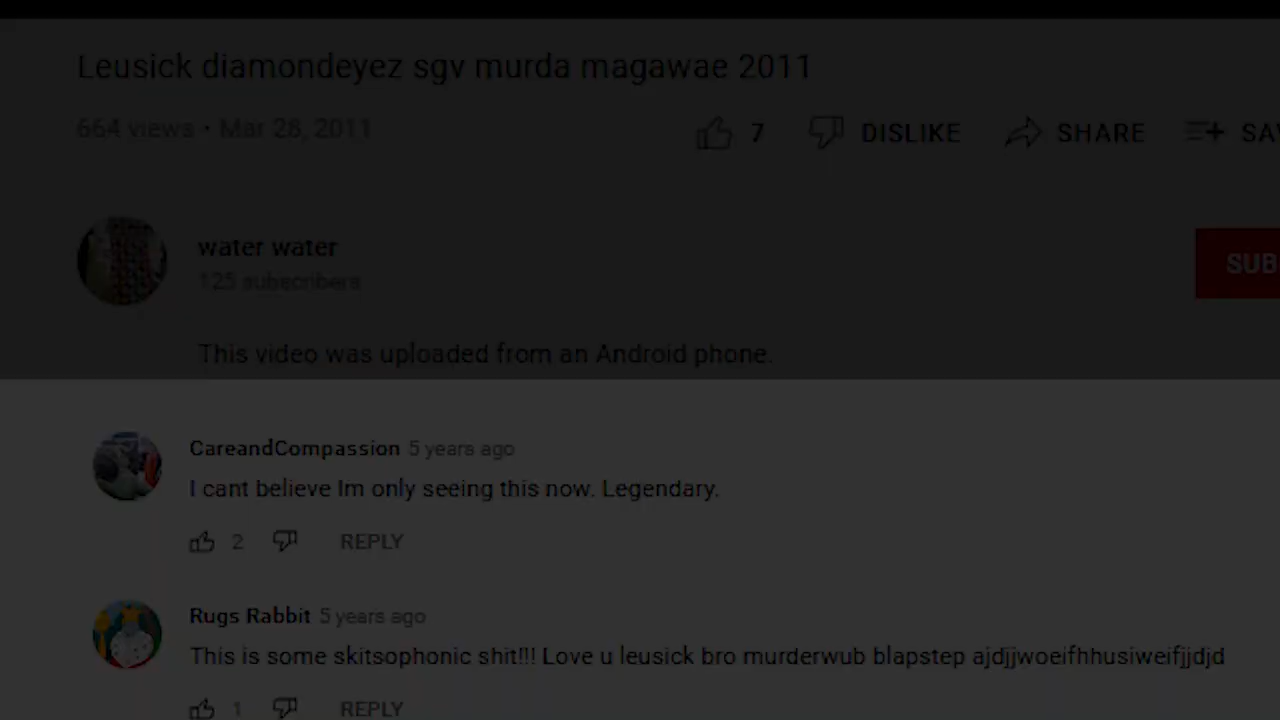 Leusick diamondeyez sgv murda magawae 2011
664 views • Mar 28, 2011
7 DISLIKE SHARE SA
water water
125 subscribers
SUB
This video was uploaded from an Android phone.
CareandCompassion 5 years ago
I cant believe Im only seeing this now. Legendary.
2 REPLY
Rugs Rabbit 5 years ago
This is some skitsophonic shit!!! Love u leusick bro murderwub blapstep ajdjjwoeifhhusiweifjjdjd
1 REPLY